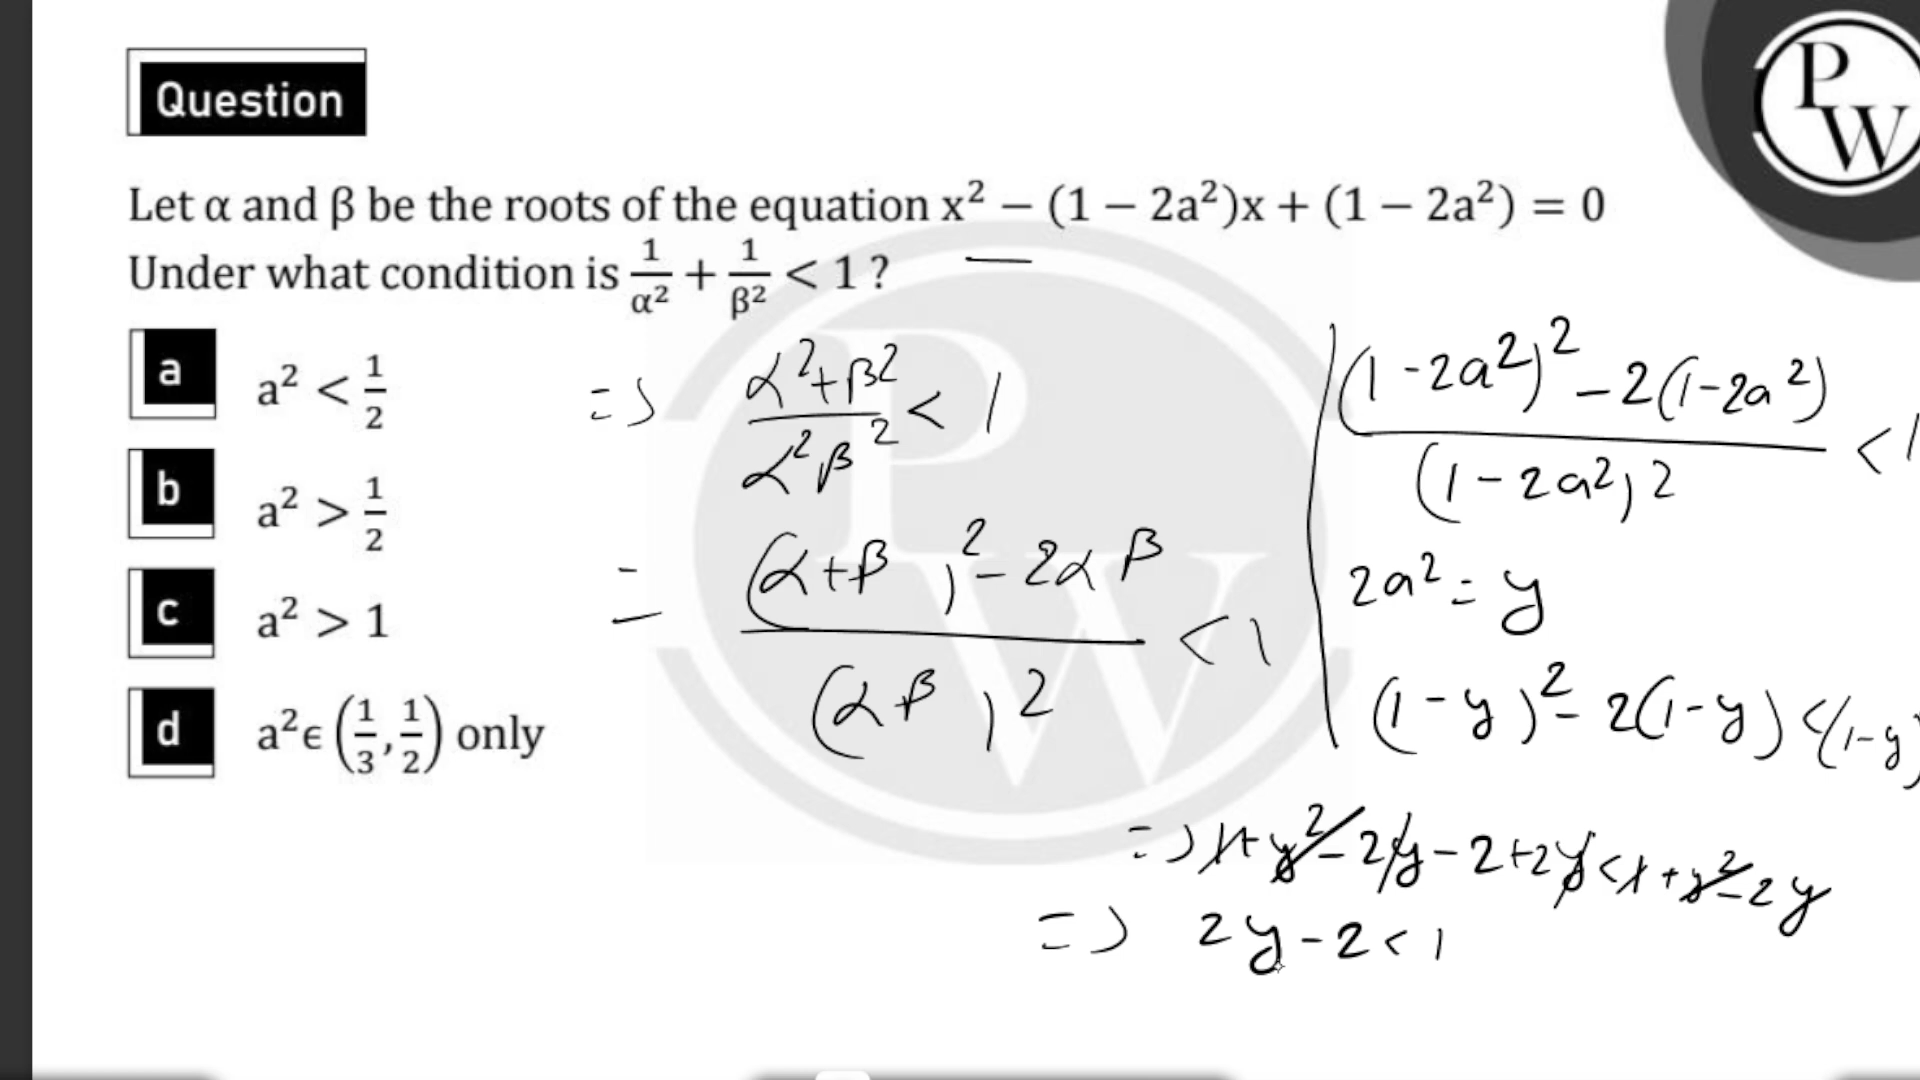 Question
PW
Let α and β be the roots of the equation x² − (1 − 2a²)x + (1 − 2a²) = 0
Under what condition is 1/α² + 1/β² < 1 ?
a a² < 1/2
b a² > 1/2
c a² > 1
d a²ϵ (1/3, 1/2) only
=> α²+β²/α²β² < 1
= (α+β)²-2αβ/(αβ)² < 1
(1-2a²)²-2(1-2a²)/(1-2a²)² < 1
2a² = y
(1-y)²-2(1-y) < (1-y)
=> 1+y²-2y-2+2y < 1+y²-2y
=> 2y-2 < 1
PW